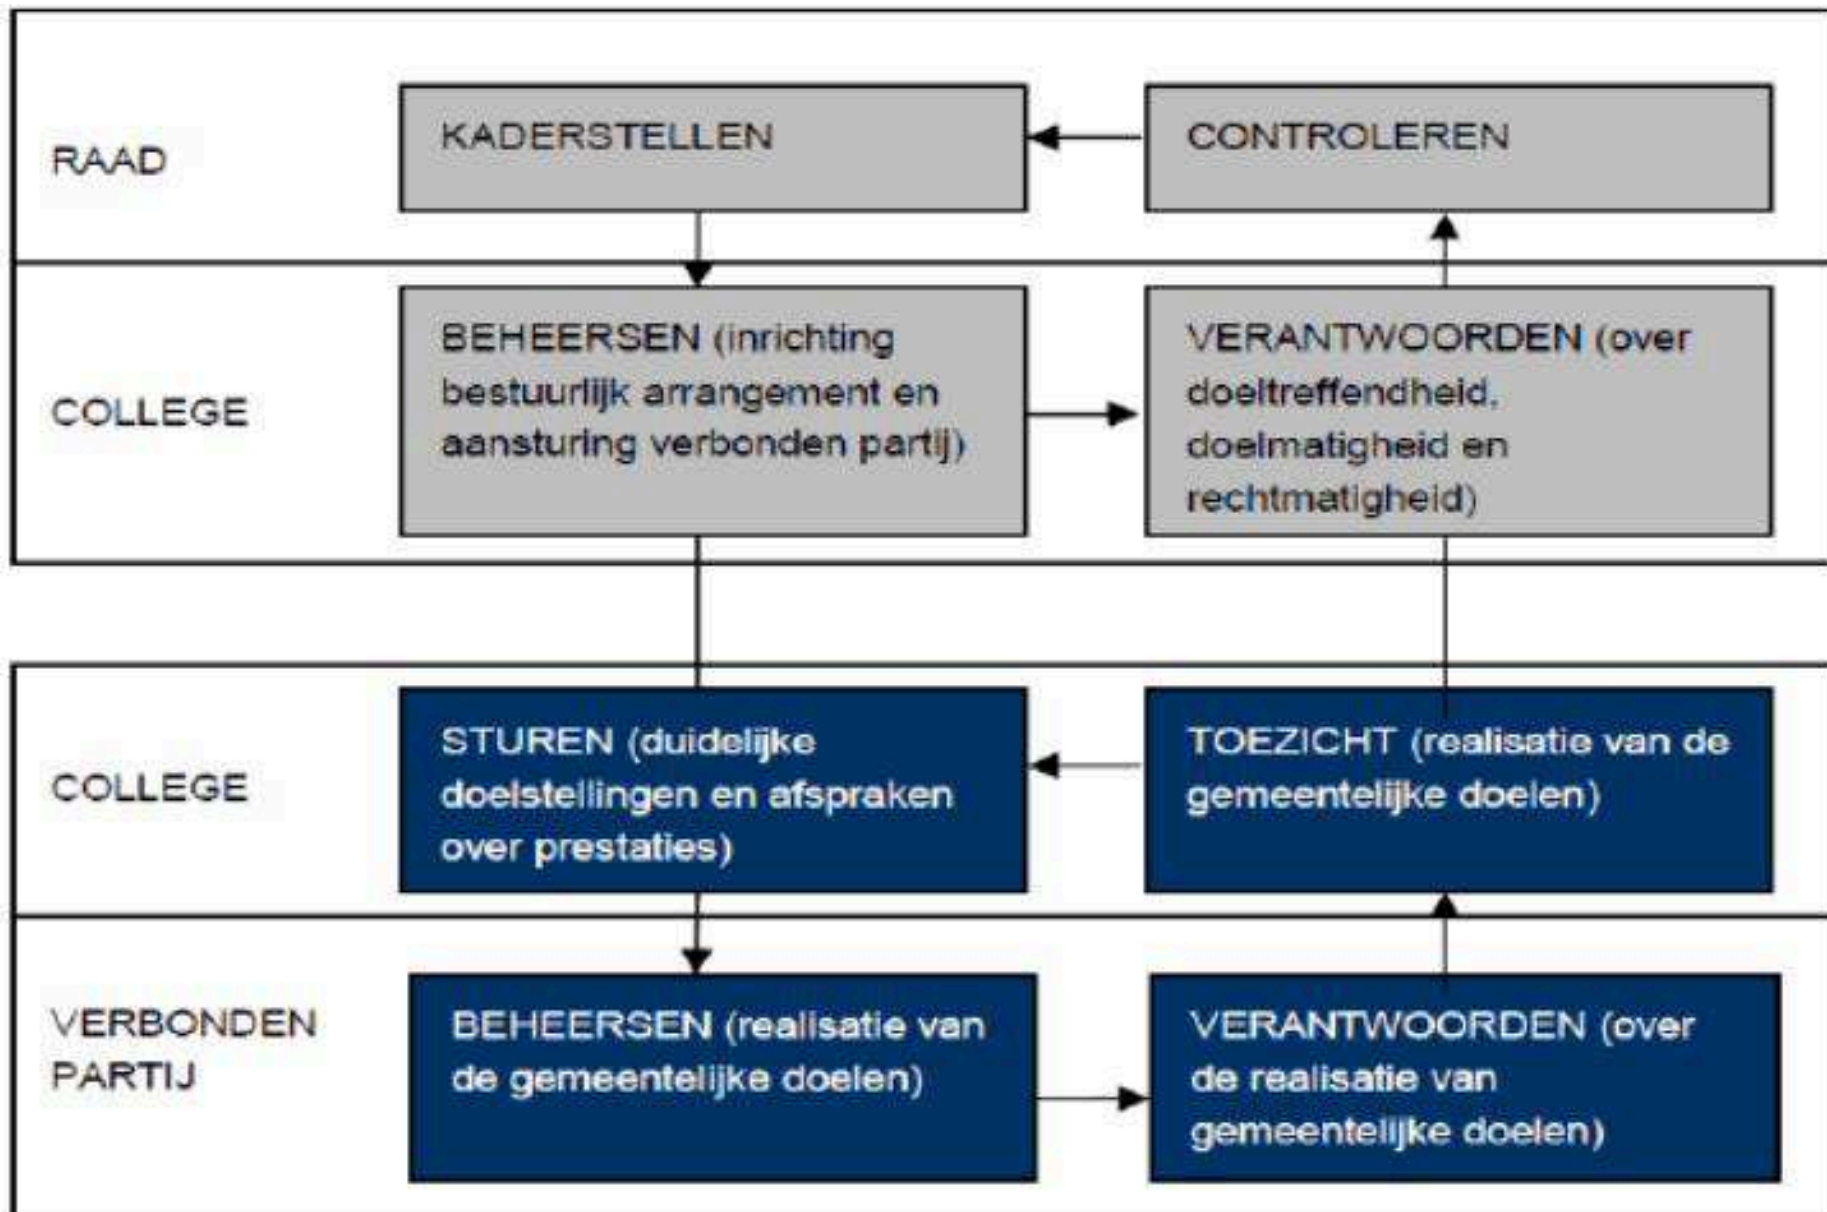 RAAD
KADERSTELLEN
CONTROLEREN
COLLEGE
BEHEERSEN (inrichting
bestuurlijk arrangement en
aansturing verbonden partij)
VERANTWOORDEN (over
doeltreffendheid,
doelmatigheid en
rechtmatigheid)
COLLEGE
STUREN (duidelijke
doelstellingen en afspraken
over prestaties)
TOEZICHT (realisatie van de
gemeentelijke doelen)
VERBONDEN
PARTIJ
BEHEERSEN (realisatie van
de gemeentelijke doelen)
VERANTWOORDEN (over
de realisatie van
gemeentelijke doelen)